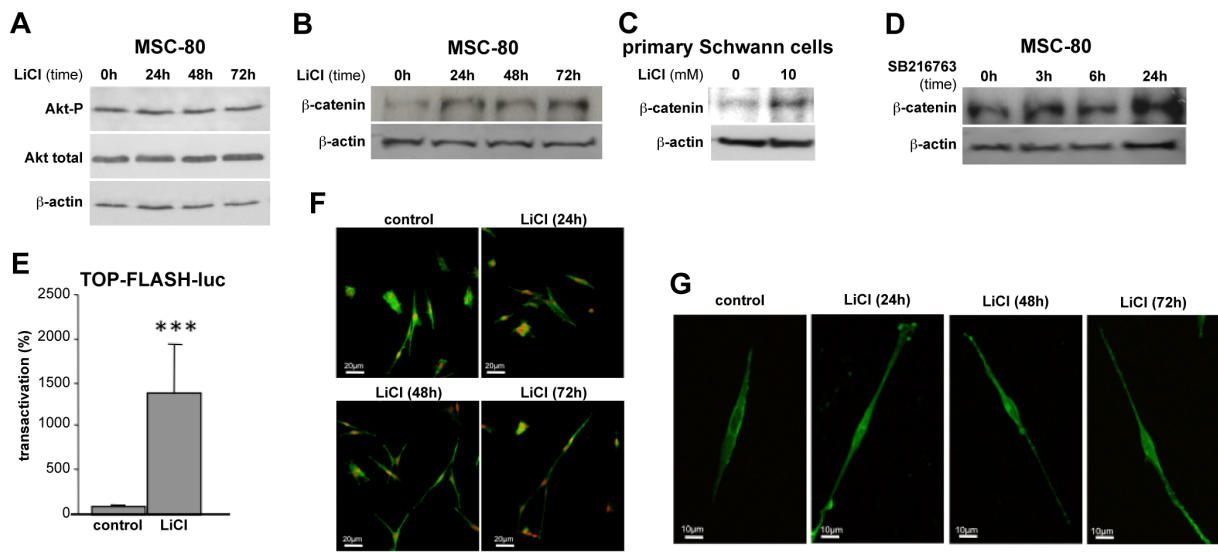 A
MSC-80
LiCl (time) 0h 24h 48h 72h
Akt-P
Akt total
β-actin
B
MSC-80
LiCl (time) 0h 24h 48h 72h
β-catenin
β-actin
C
primary Schwann cells
LiCl (mM) 0 10
β-catenin
β-actin
D
MSC-80
SB216763
(time) 0h 3h 6h 24h
β-catenin
β-actin
E
TOP-FLASH-luc
transactivation (%)
2500
2000
1500
1000
500
0
***
control LiCl
F
control LiCl (24h)
20µm 20µm
LiCl (48h) LiCl (72h)
20µm 20µm
G
control LiCl (24h) LiCl (48h) LiCl (72h)
10µm 10µm 10µm 10µm